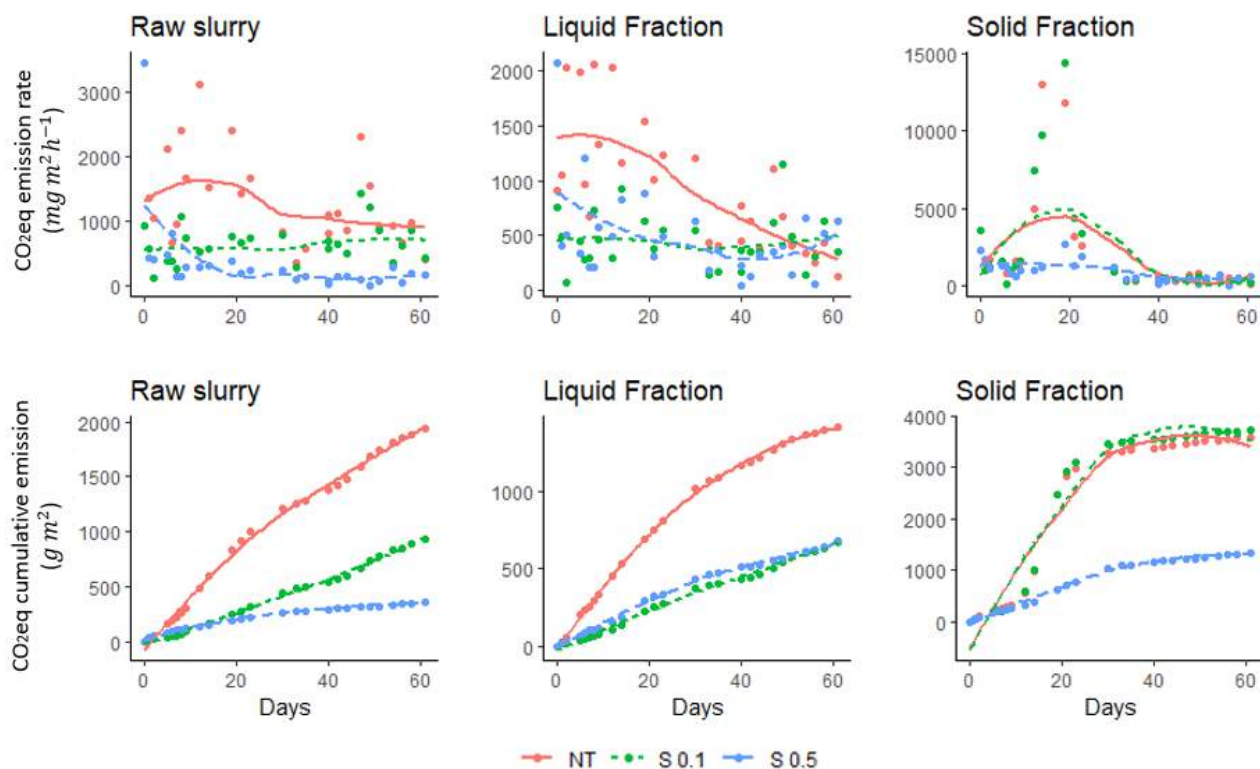 Raw slurry
Liquid Fraction
Solid Fraction
CO₂eq emission rate
(mg m² h⁻¹)
3000
2000
1000
0
0 20 40 60
2000
1500
1000
500
0
0 20 40 60
15000
10000
5000
0
0 20 40 60
Raw slurry
Liquid Fraction
Solid Fraction
CO₂eq cumulative emission
(g m²)
2000
1500
1000
500
0
0 20 40 60
Days
1000
500
0
0 20 40 60
Days
4000
3000
2000
1000
0
0 20 40 60
Days
NT S 0.1 S 0.5